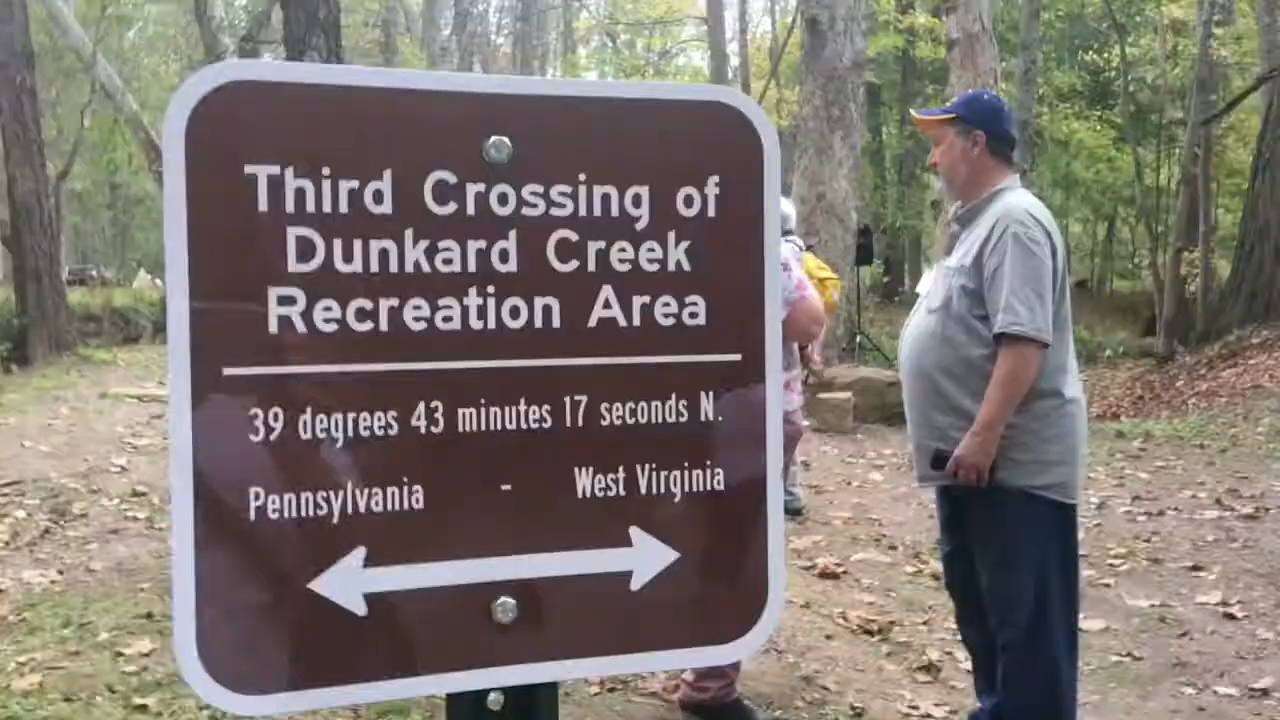 Third Crossing of
Dunkard Creek
Recreation Area
39 degrees 43 minutes 17 seconds N.
Pennsylvania - West Virginia